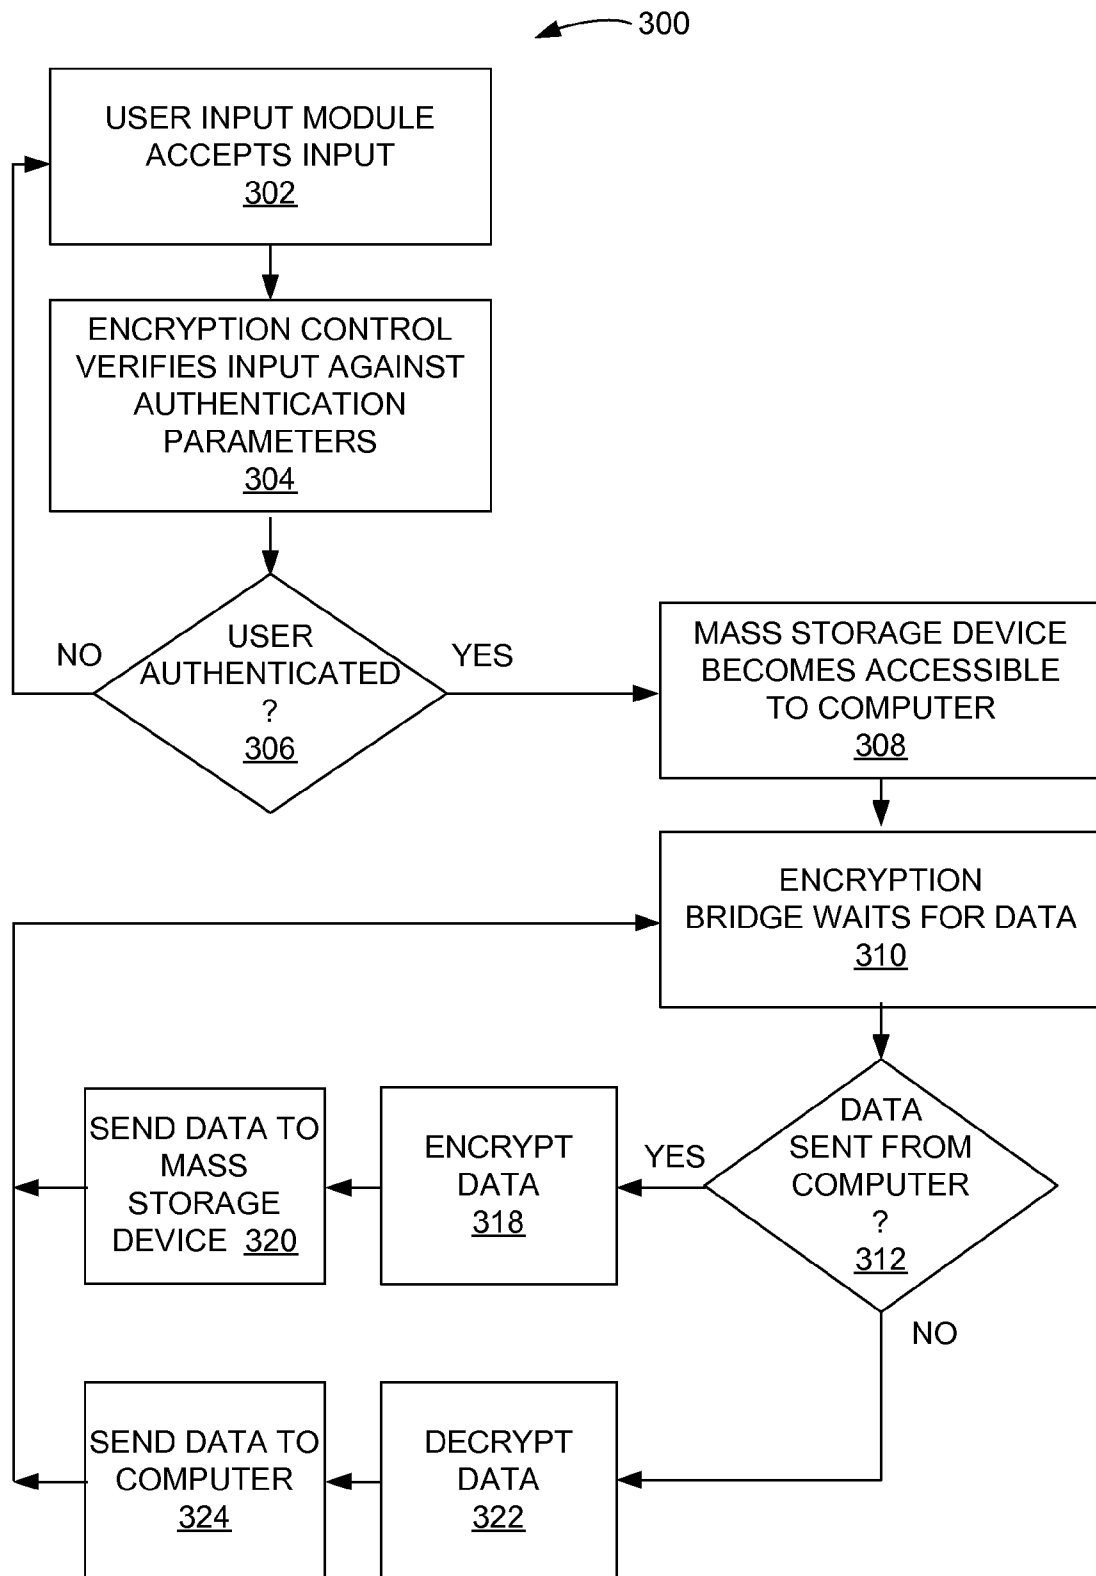 300
USER INPUT MODULE
ACCEPTS INPUT
302
ENCRYPTION CONTROL
VERIFIES INPUT AGAINST
AUTHENTICATION
PARAMETERS
304
NO
USER
AUTHENTICATED
?
306
YES
MASS STORAGE DEVICE
BECOMES ACCESSIBLE
TO COMPUTER
308
ENCRYPTION
BRIDGE WAITS FOR DATA
310
DATA
SENT FROM
COMPUTER
?
312
YES
ENCRYPT
DATA
318
SEND DATA TO
MASS
STORAGE
DEVICE 320
NO
DECRYPT
DATA
322
SEND DATA TO
COMPUTER
324